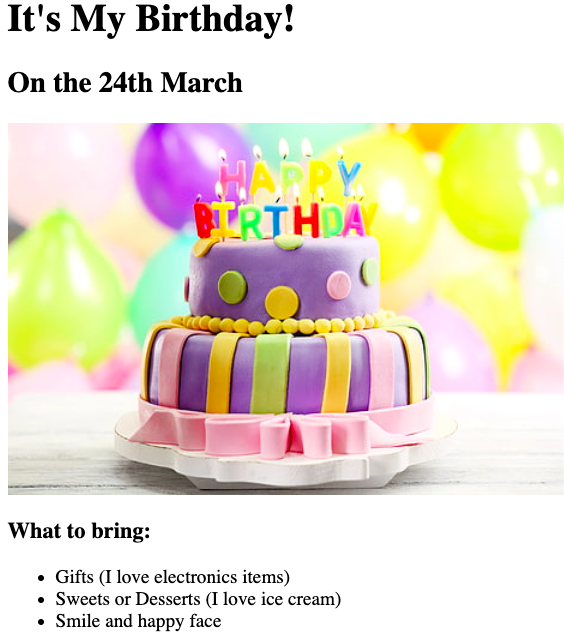 It's My Birthday!
On the 24th March
HAPPY
BIRTHDAY
What to bring:
Gifts (I love electronics items)
Sweets or Desserts (I love ice cream)
Smile and happy face